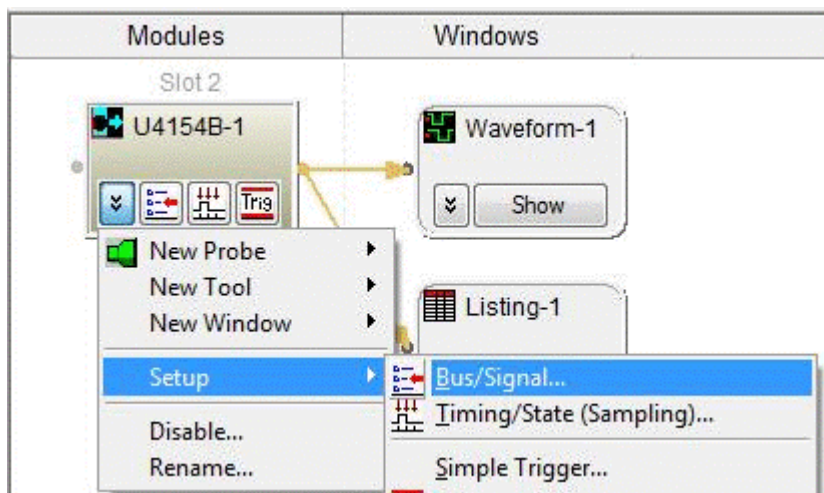 Modules Windows
Slot 2
U4154B-1 Waveform-1
Trig Show
New Probe
New Tool
New Window Listing-1
Setup Bus/Signal...
Timing/State (Sampling)...
Disable...
Rename... Simple Trigger...